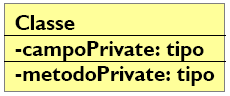 Classe
-campoPrivate: tipo
-metodoPrivate: tipo